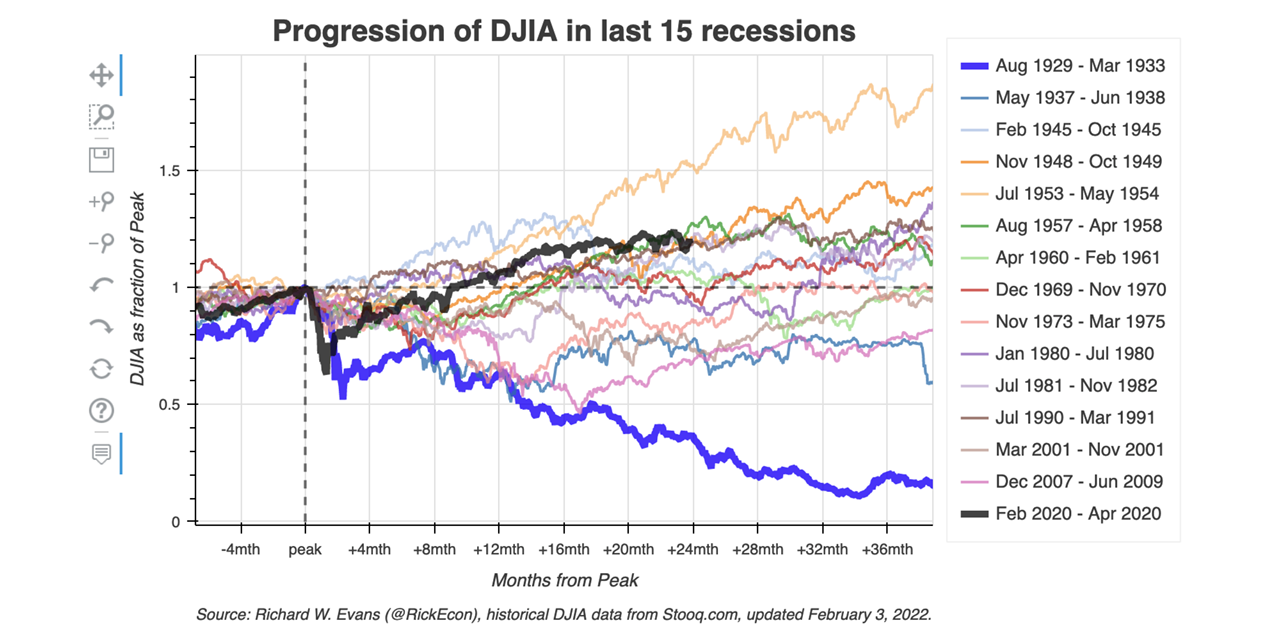 Progression of DJIA in last 15 recessions
DJIA as fraction of Peak
1.5
1
0.5
0
-4mth
peak
+4mth
+8mth
+12mth
+16mth
+20mth
+24mth
+28mth
+32mth
+36mth
Months from Peak
Source: Richard W. Evans (@RickEcon), historical DJIA data from Stooq.com, updated February 3, 2022.
Aug 1929 - Mar 1933
May 1937 - Jun 1938
Feb 1945 - Oct 1945
Nov 1948 - Oct 1949
Jul 1953 - May 1954
Aug 1957 - Apr 1958
Apr 1960 - Feb 1961
Dec 1969 - Nov 1970
Nov 1973 - Mar 1975
Jan 1980 - Jul 1980
Jul 1981 - Nov 1982
Jul 1990 - Mar 1991
Mar 2001 - Nov 2001
Dec 2007 - Jun 2009
Feb 2020 - Apr 2020